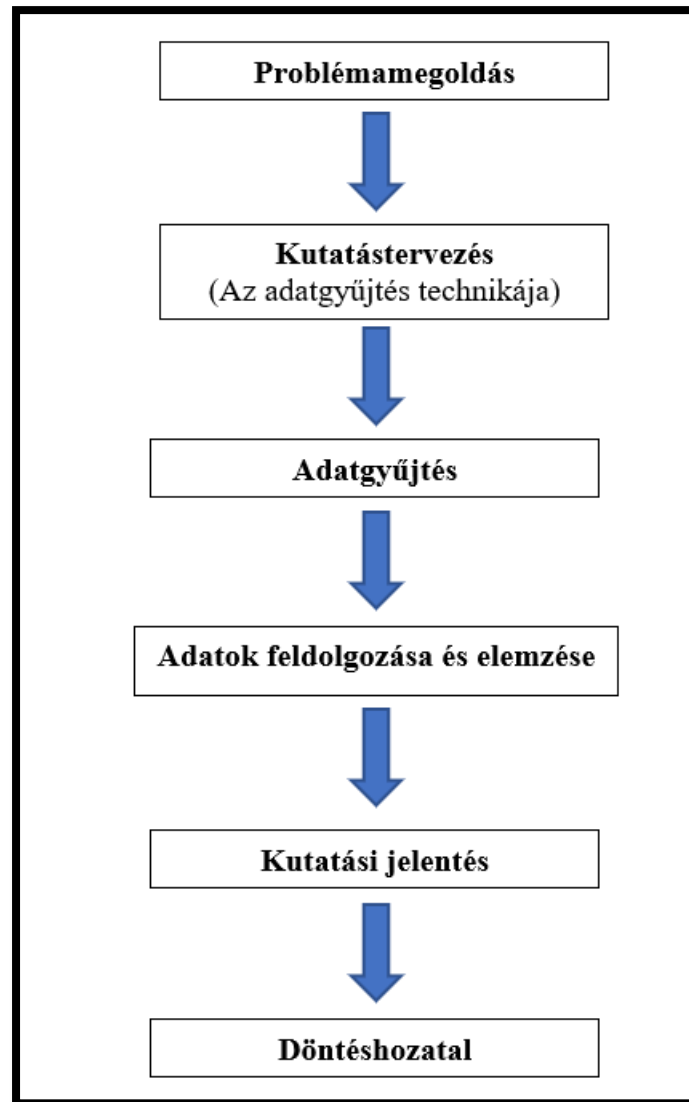 Problémamegoldás
Kutatástervezés
(Az adatgyűjtés technikája)
Adatgyűjtés
Adatok feldolgozása és elemzése
Kutatási jelentés
Döntéshozatal